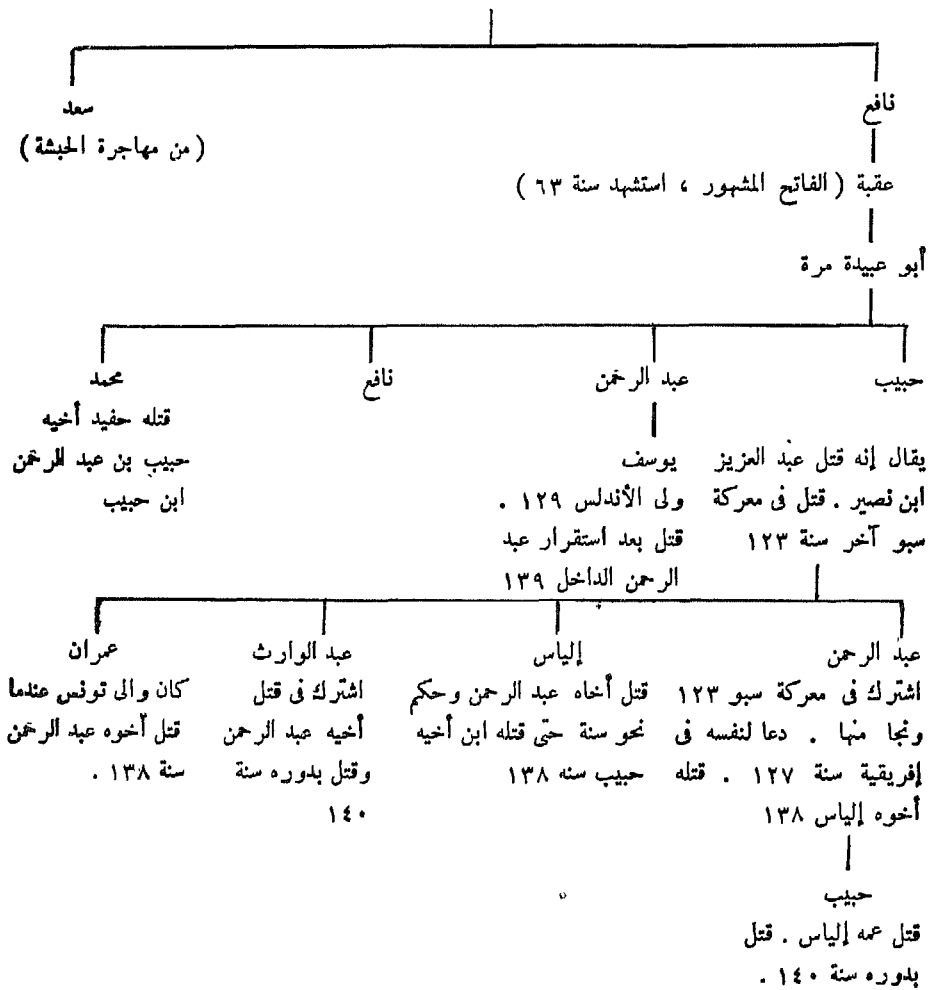 نافع
سعد
(من مهاجرة الحبشة)
عقبة (الفاتح المشهور ، استشهد سنة ٦٣ )
أبو عبيدة مرة
حبيب
يقال إنه قتل عبد العزيز
ابن نصير . قتل فى معركة
سبو آخر سنة ١٢٣
عبد الرحمن
يوسف
ولى الأندلس ١٢٩ .
قتل بعد استقرار عبد
الرحمن الداخل ١٣٩
نافع
محمد
قتله حفيد أخيه
حبيب بن عبد الرحمن
ابن حبيب
عبد الرحمن
اشترك فى معركة سبو ١٢٣
ونجا منها . دعا لنفسه فى
إفريقية سنة ١٢٧ . قتله
أخوه إلياس ١٣٨
إلياس
قتل أخاه عبد الرحمن وحكم
نحو سنة حتى قتله ابن أخيه
حبيب سنه ١٣٨
عبد الوارث
اشترك فى قتل
أخيه عبد الرحمن
وقتل بدوره سنة
١٤٠
عمران
كان والى تونس عندما
قتل أخوه عبد الرحمن
سنة ١٣٨ .
حبيب
قتل عمه إلياس . قتل
بدوره سنة ١٤٠ .